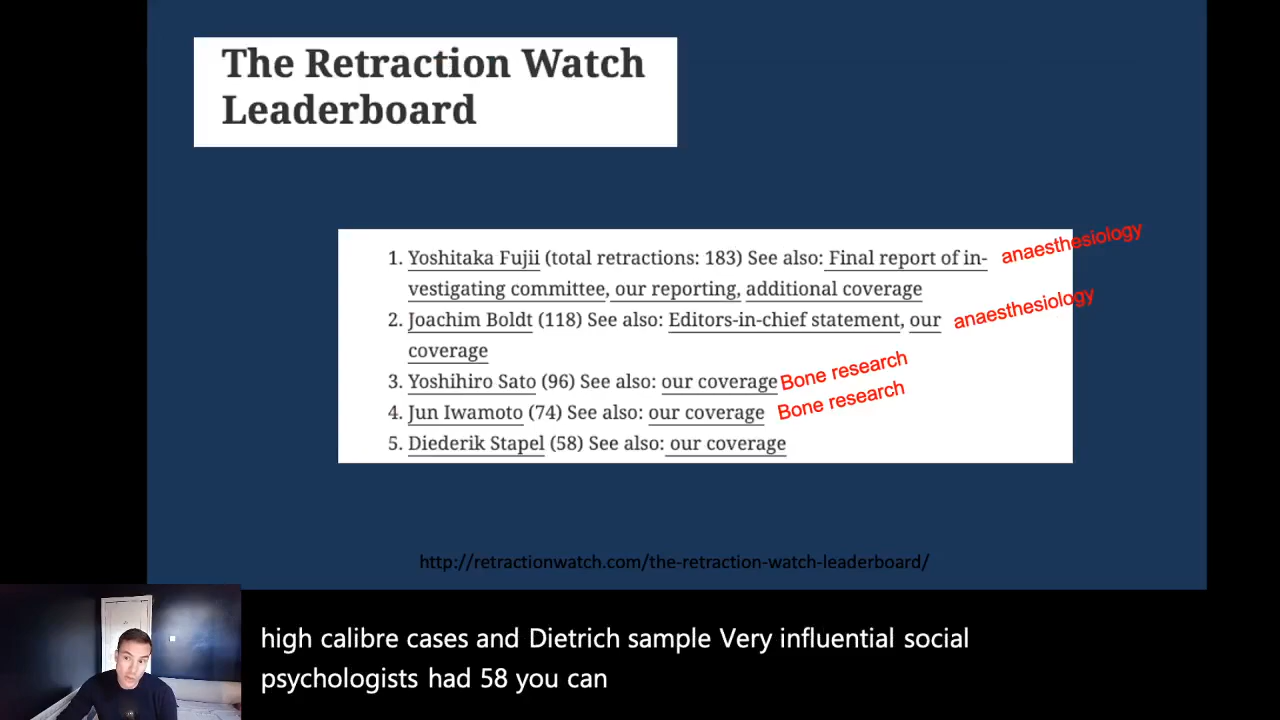 The Retraction Watch
Leaderboard
1. Yoshitaka Fujii (total retractions: 183) See also: Final report of in- anaesthesiology
vestigating committee, our reporting, additional coverage
2. Joachim Boldt (118) See also: Editors-in-chief statement, our anaesthesiology
coverage
3. Yoshihiro Sato (96) See also: our coverage Bone research
4. Jun Iwamoto (74) See also: our coverage Bone research
5. Diederik Stapel (58) See also: our coverage
http://retractionwatch.com/the-retraction-watch-leaderboard/
high calibre cases and Dietrich sample Very influential social
psychologists had 58 you can